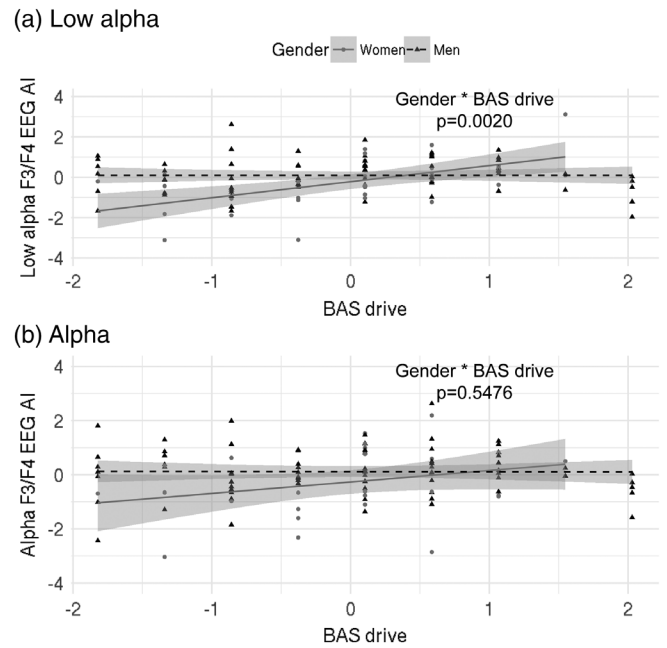 (a) Low alpha
Gender Women Men
Low alpha F3/F4 EEG AI
4
2
0
-2
-4
Gender * BAS drive
p=0.0020
-2 -1 0 1 2
BAS drive
(b) Alpha
Alpha F3/F4 EEG AI
4
2
0
-2
-4
Gender * BAS drive
p=0.5476
-2 -1 0 1 2
BAS drive